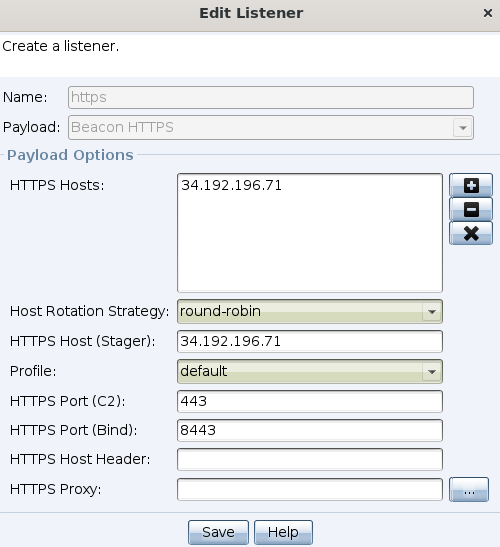 Edit Listener
Create a listener.
Name: https
Payload: Beacon HTTPS
Payload Options
HTTPS Hosts: 34.192.196.71
Host Rotation Strategy: round-robin
HTTPS Host (Stager): 34.192.196.71
Profile: default
HTTPS Port (C2): 443
HTTPS Port (Bind): 8443
HTTPS Host Header:
HTTPS Proxy: ...
Save Help